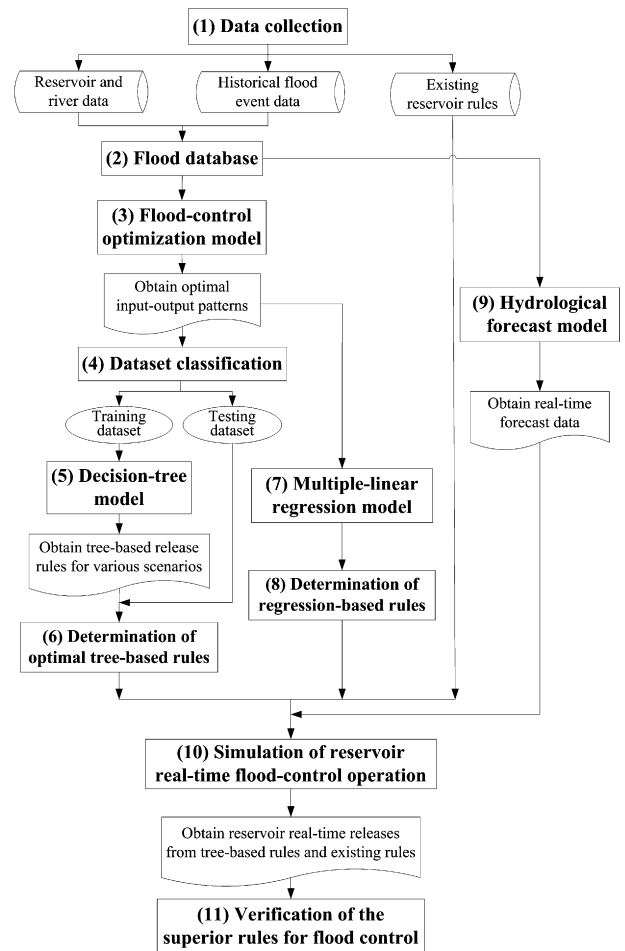 (1) Data collection
Reservoir and
river data
Historical flood
event data
Existing
reservoir rules
(2) Flood database
(3) Flood-control
optimization model
Obtain optimal
input-output patterns
(9) Hydrological
forecast model
(4) Dataset classification
Obtain real-time
forecast data
Training
dataset
Testing
dataset
(5) Decision-tree
model
(7) Multiple-linear
regression model
Obtain tree-based release
rules for various scenarios
(8) Determination of
regression-based rules
(6) Determination of
optimal tree-based rules
(10) Simulation of reservoir
real-time flood-control operation
Obtain reservoir real-time releases
from tree-based rules and existing rules
(11) Verification of the
superior rules for flood control